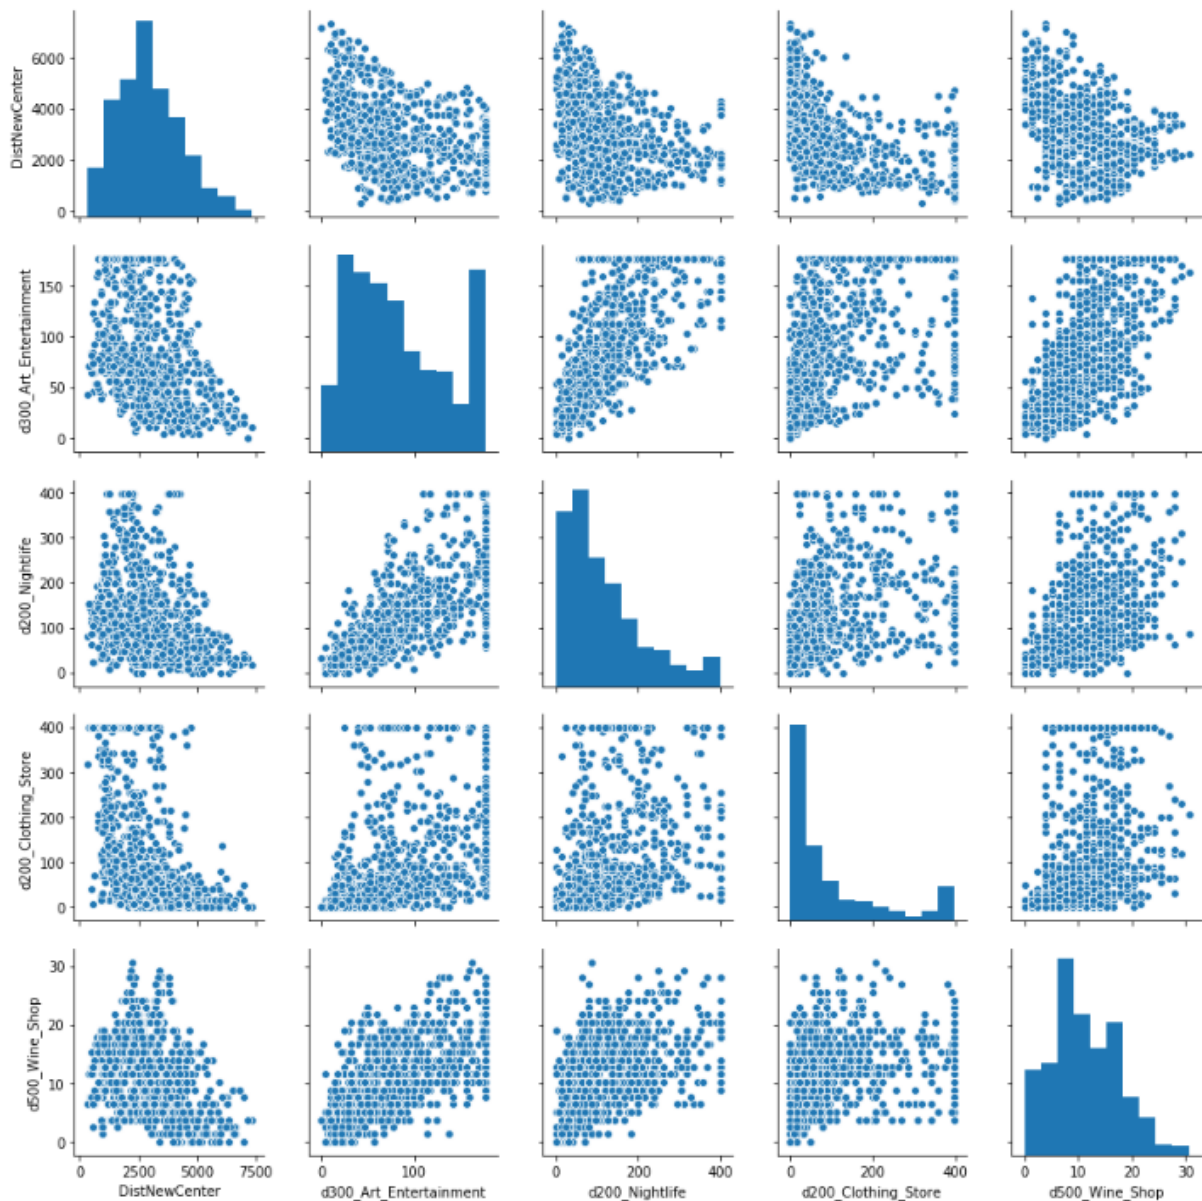 DistNewCenter
6000
4000
2000
0
d300_Art_Entertainment
150
100
50
0
d200_Nightlife
400
300
200
100
0
d200_Clothing_Store
400
300
200
100
0
d500_Wine_Shop
30
20
10
0
0 2500 5000 7500
DistNewCenter
0 100
d300_Art_Entertainment
0 200 400
d200_Nightlife
0 200 400
d200_Clothing_Store
0 10 20 30
d500_Wine_Shop